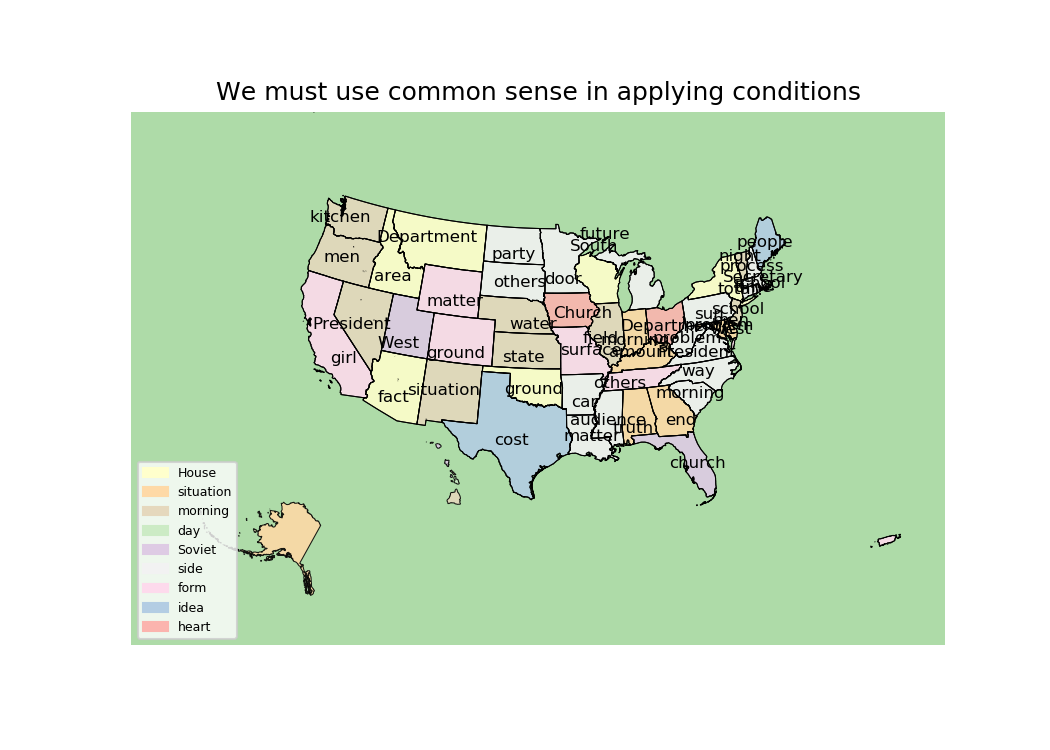 We must use common sense in applying conditions
kitchen
future
people
Department
South
men
party
night
process
area
others
door
Secretary
school
total
matter
Church
school
President
water
sun
men
Department
field
problem
West
morning
girl
ground
state
surface
amount
President
way
fact
situation
ground
others
car
morning
cost
audience
end
matter
truth
church
House
situation
morning
day
Soviet
side
form
idea
heart